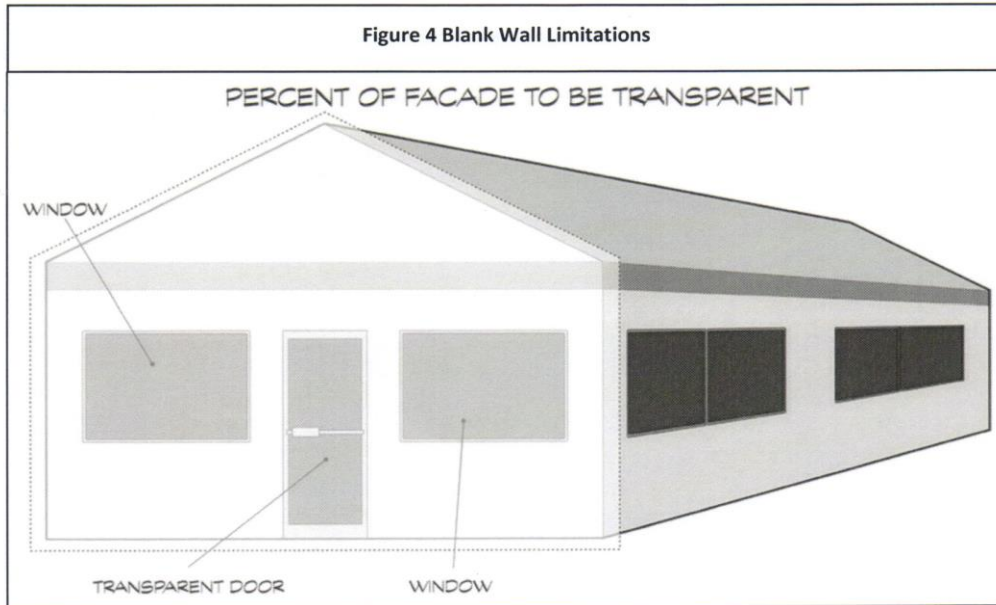 Figure 4 Blank Wall Limitations
PERCENT OF FACADE TO BE TRANSPARENT
WINDOW
TRANSPARENT DOOR
WINDOW